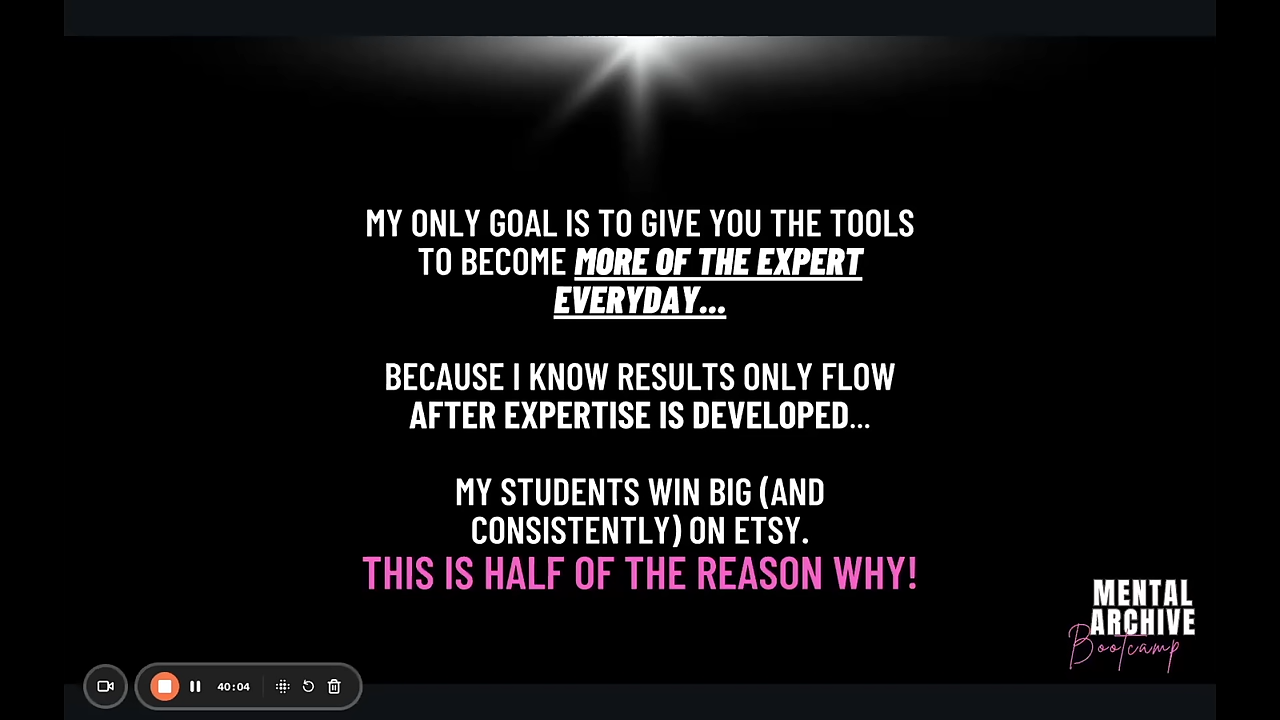 MY ONLY GOAL IS TO GIVE YOU THE TOOLS
TO BECOME MORE OF THE EXPERT
EVERYDAY...
BECAUSE I KNOW RESULTS ONLY FLOW
AFTER EXPERTISE IS DEVELOPED...
MY STUDENTS WIN BIG (AND
CONSISTENTLY) ON ETSY.
THIS IS HALF OF THE REASON WHY!
MENTAL
ARCHIVE
Bootcamp
40:04